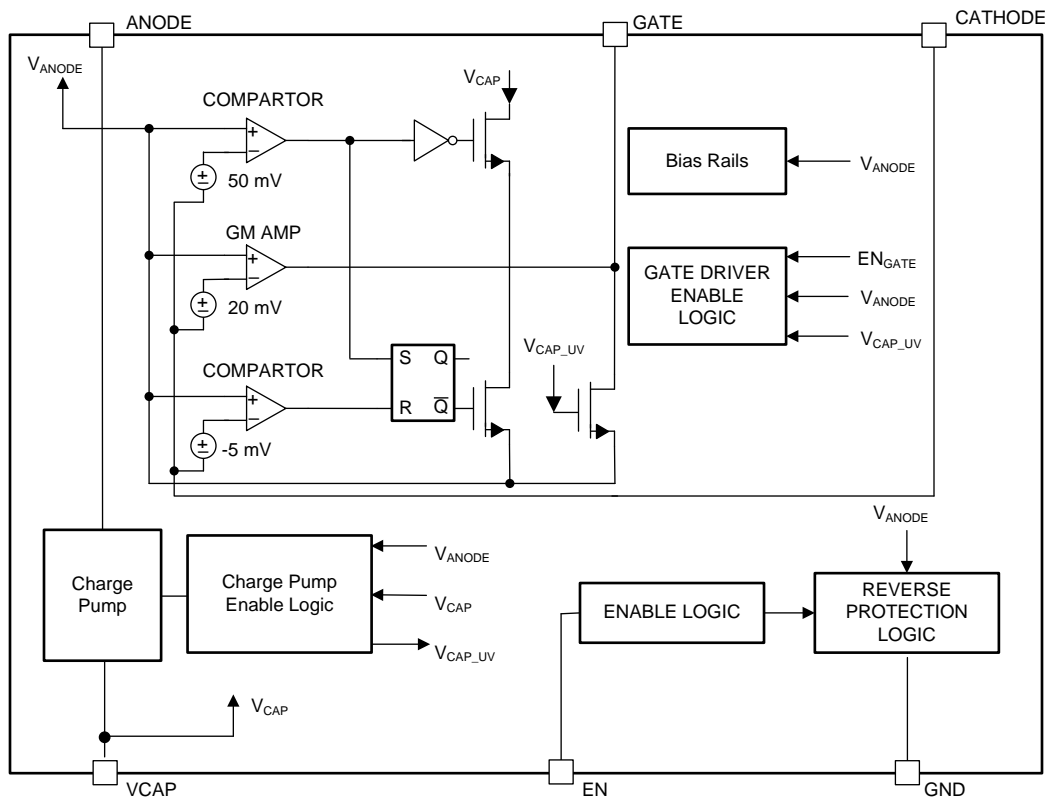 ANODE
GATE
CATHODE
VANODE
VCAP
COMPARTOR
+
−
±
50 mV
Bias Rails
VANODE
GM AMP
+
−
±
20 mV
GATE DRIVER
ENABLE
LOGIC
ENGATE
VANODE
VCAP_UV
VCAP_UV
COMPARTOR
+
−
±
-5 mV
S Q
R Q̅
VANODE
Charge
Pump
Charge Pump
Enable Logic
VANODE
VCAP
VCAP_UV
ENABLE LOGIC
REVERSE
PROTECTION
LOGIC
VCAP
VCAP
EN
GND